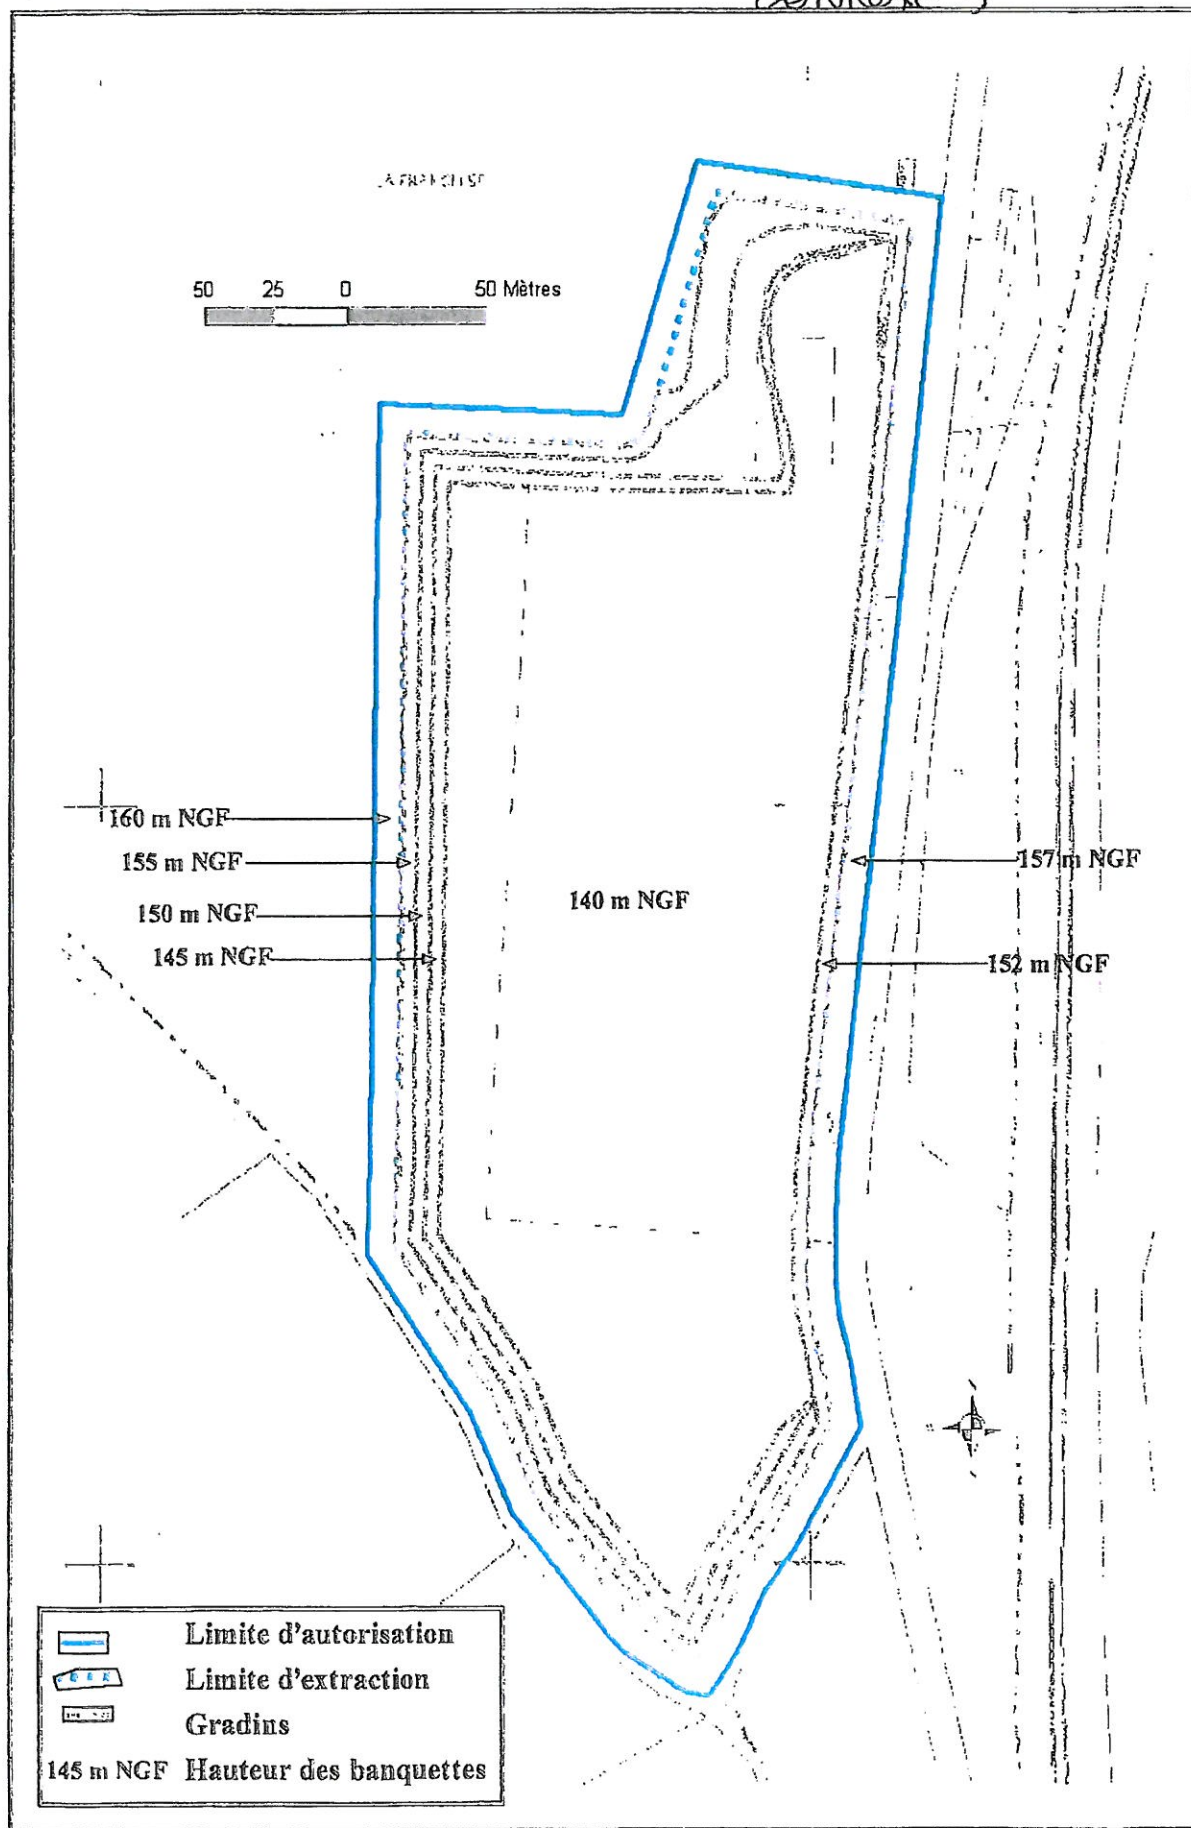 50 25 0 50 Mètres
160 m NGF
155 m NGF
157 m NGF
150 m NGF
140 m NGF
145 m NGF
152 m NGF
Limite d'autorisation
Limite d'extraction
Gradins
145 m NGF Hauteur des banquettes